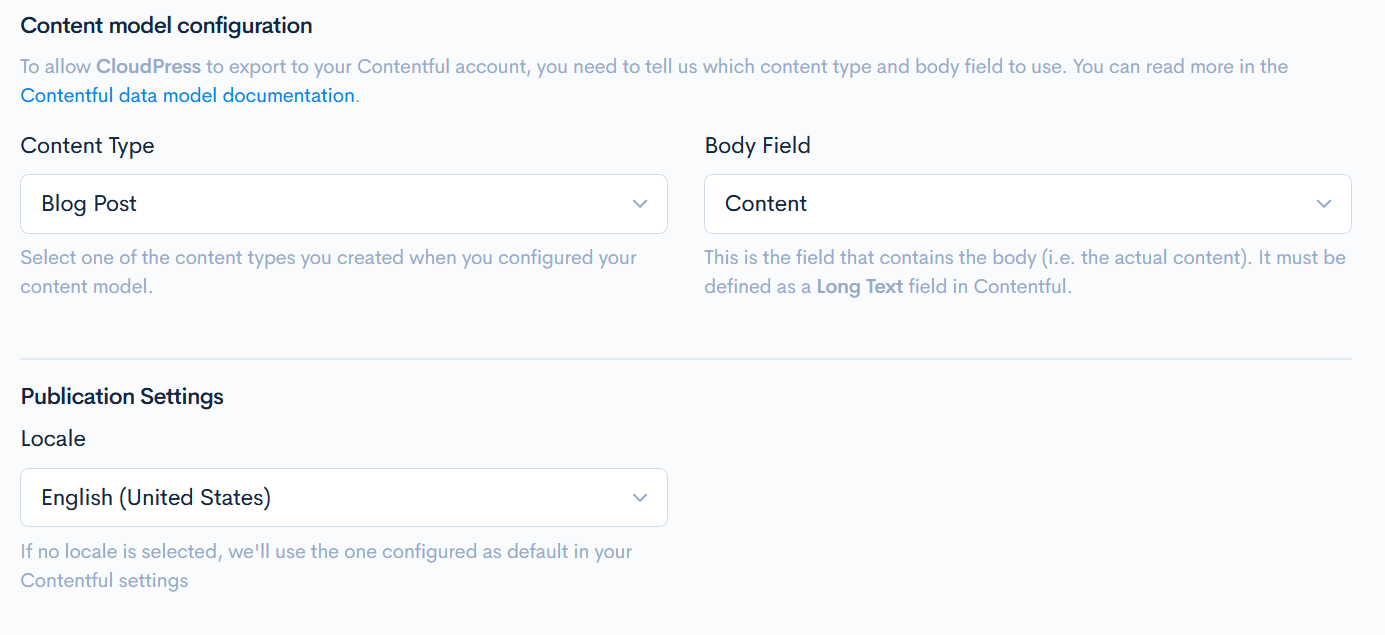 Content model configuration
To allow CloudPress to export to your Contentful account, you need to tell us which content type and body field to use. You can read more in the
Contentful data model documentation.
Content Type
Blog Post
Select one of the content types you created when you configured your
content model.
Body Field
Content
This is the field that contains the body (i.e. the actual content). It must be
defined as a Long Text field in Contentful.
Publication Settings
Locale
English (United States)
If no locale is selected, we'll use the one configured as default in your
Contentful settings